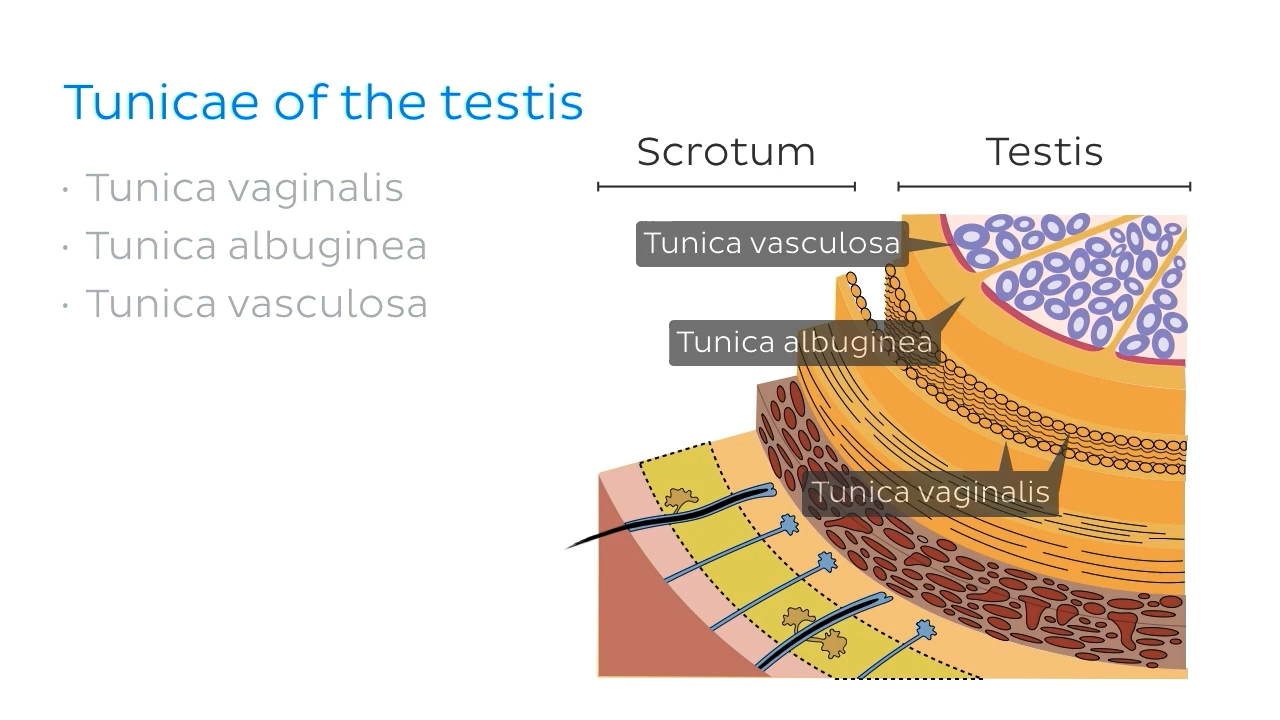 Tunicae of the testis
· Tunica vaginalis
· Tunica albuginea
· Tunica vasculosa
Scrotum
Testis
Tunica vasculosa
Tunica albuginea
Tunica vaginalis